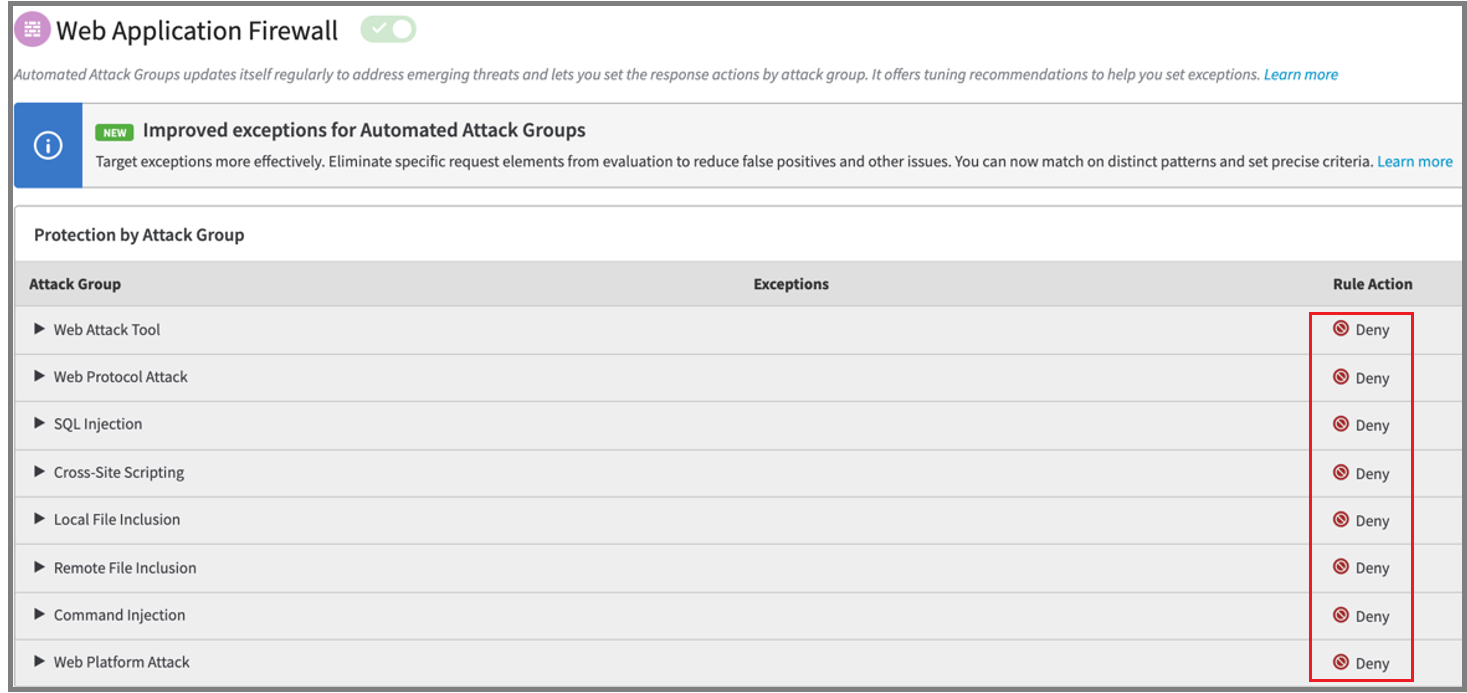 Web Application Firewall
Automated Attack Groups updates itself regularly to address emerging threats and lets you set the response actions by attack group. It offers tuning recommendations to help you set exceptions. Learn more
NEW Improved exceptions for Automated Attack Groups
Target exceptions more effectively. Eliminate specific request elements from evaluation to reduce false positives and other issues. You can now match on distinct patterns and set precise criteria. Learn more
Protection by Attack Group
Attack Group Exceptions Rule Action
Web Attack Tool Deny
Web Protocol Attack Deny
SQL Injection Deny
Cross-Site Scripting Deny
Local File Inclusion Deny
Remote File Inclusion Deny
Command Injection Deny
Web Platform Attack Deny